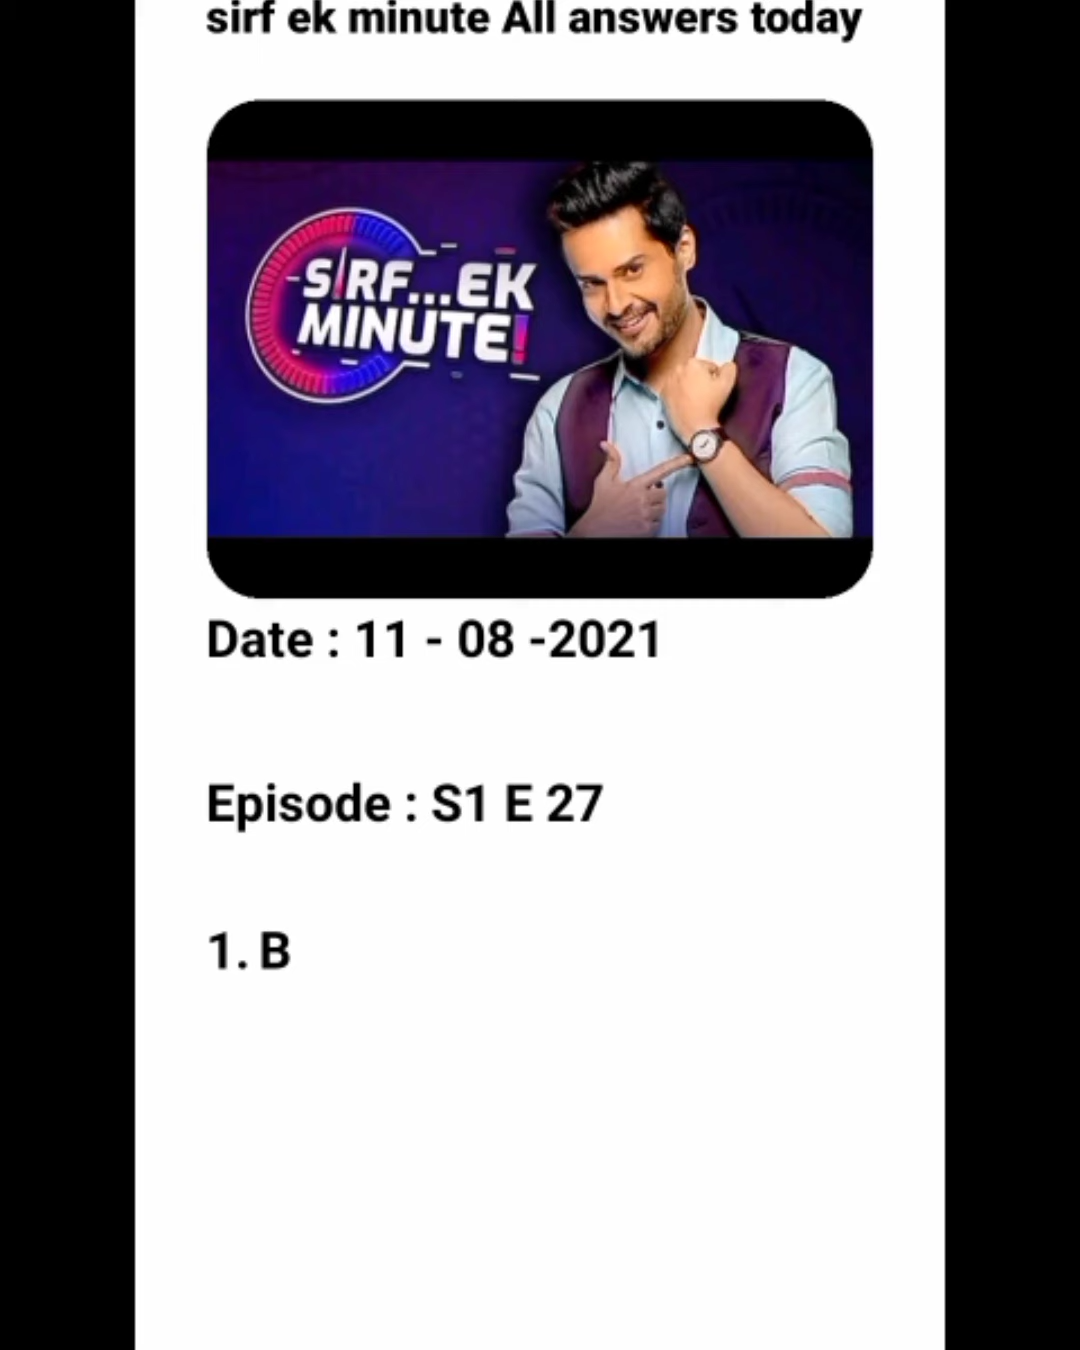 sirf ek minute All answers today
SIRF...EK
MINUTE!
Date : 11 - 08 -2021
Episode : S1 E 27
1. B